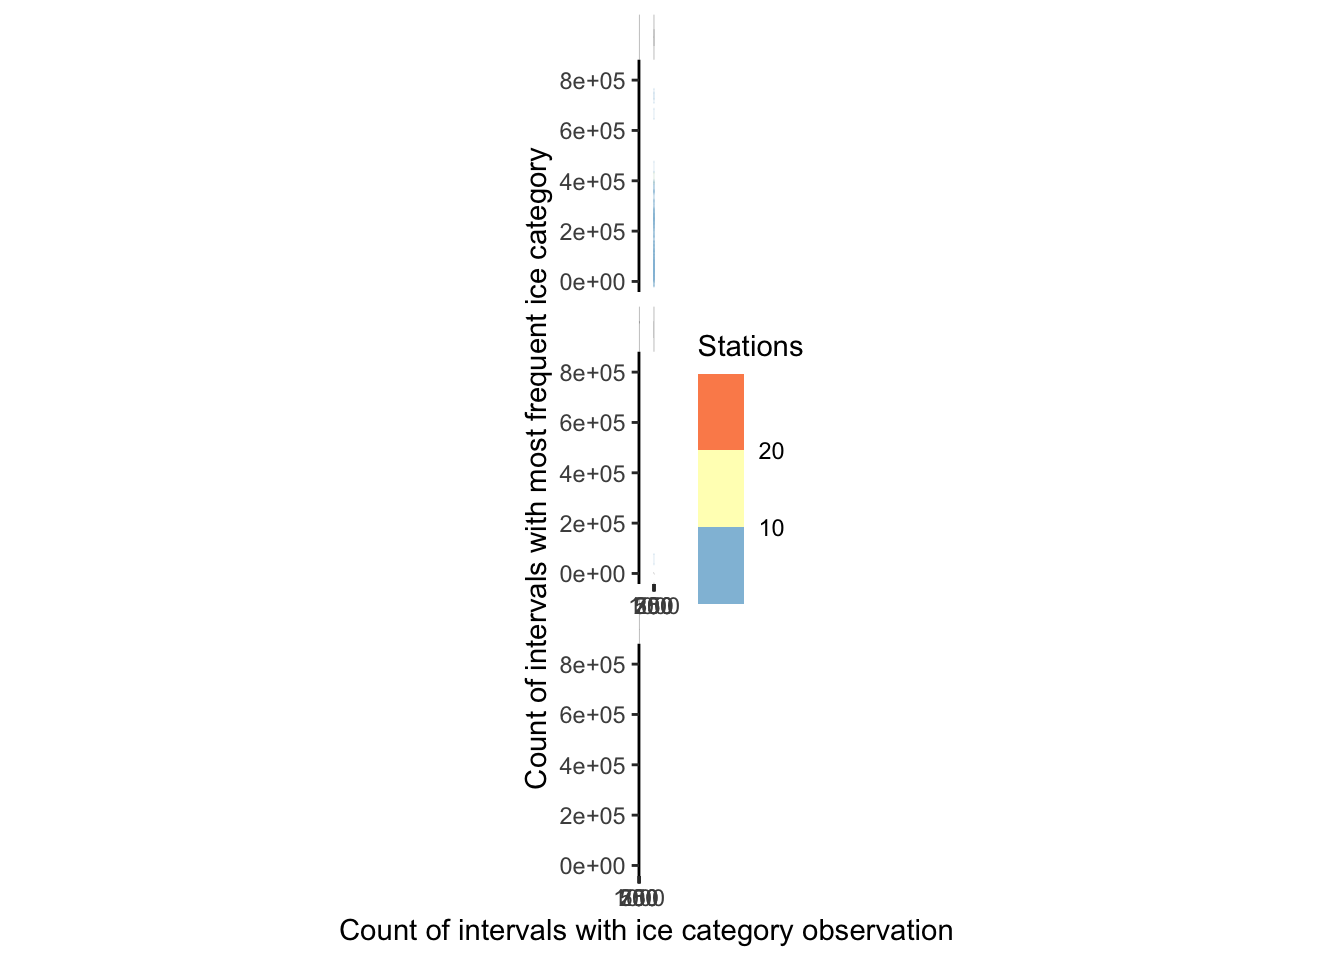 8e+05
6e+05
4e+05
2e+05
0e+00
8e+05
6e+05
4e+05
2e+05
0e+00
8e+05
6e+05
4e+05
2e+05
0e+00
Count of intervals with most frequent ice category
Count of intervals with ice category observation
Stations
20
10